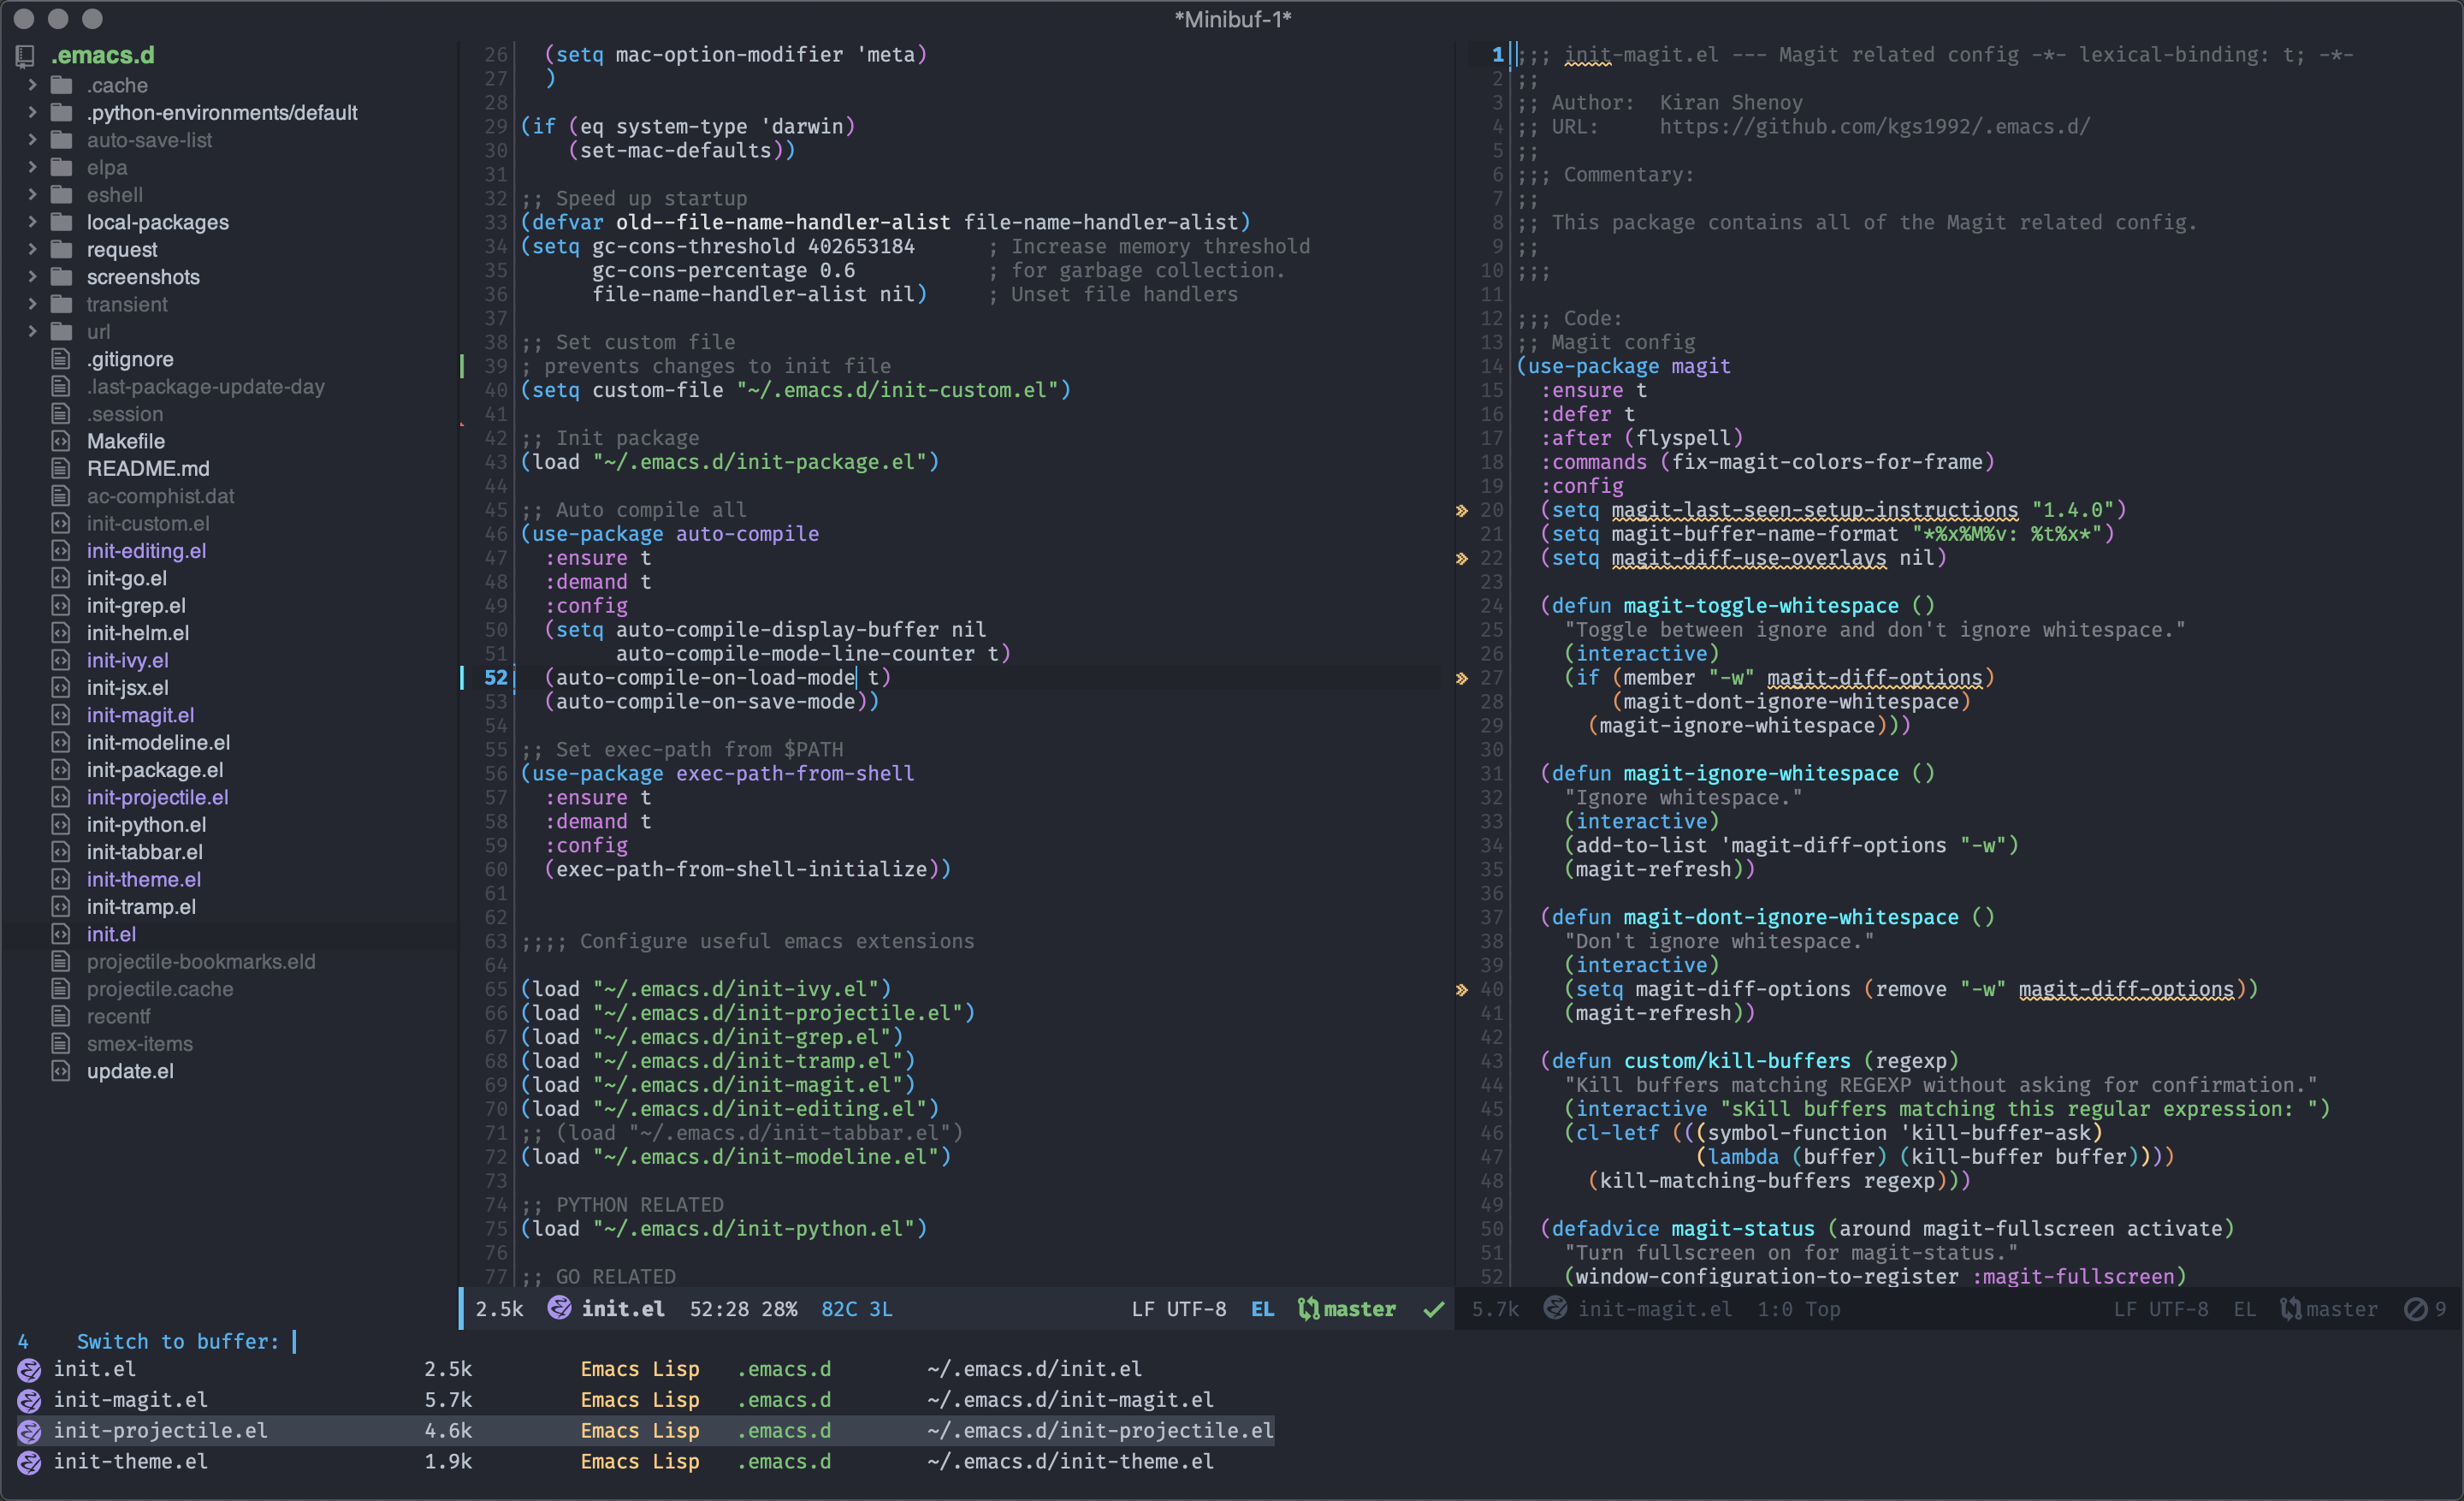 *Minibuf-1*
.emacs.d
.cache
.python-environments/default
auto-save-list
elpa
eshell
local-packages
request
screenshots
transient
url
.gitignore
.last-package-update-day
.session
Makefile
README.md
ac-comphist.dat
init-custom.el
init-editing.el
init-go.el
init-grep.el
init-helm.el
init-ivy.el
init-jsx.el
init-magit.el
init-modeline.el
init-package.el
init-projectile.el
init-python.el
init-tabbar.el
init-theme.el
init-tramp.el
init.el
projectile-bookmarks.eld
projectile.cache
recentf
smex-items
update.el
26   (setq mac-option-modifier 'meta)
27   )
28
29 (if (eq system-type 'darwin)
30     (set-mac-defaults))
31
32 ;; Speed up startup
33 (defvar old--file-name-handler-alist file-name-handler-alist)
34 (setq gc-cons-threshold 402653184      ; Increase memory threshold
35       gc-cons-percentage 0.6           ; for garbage collection.
36       file-name-handler-alist nil)     ; Unset file handlers
37
38 ;; Set custom file
39 ; prevents changes to init file
40 (setq custom-file "~/.emacs.d/init-custom.el")
41
42 ;; Init package
43 (load "~/.emacs.d/init-package.el")
44
45 ;; Auto compile all
46 (use-package auto-compile
47   :ensure t
48   :demand t
49   :config
50   (setq auto-compile-display-buffer nil
51         auto-compile-mode-line-counter t)
52   (auto-compile-on-load-mode t)
53   (auto-compile-on-save-mode))
54
55 ;; Set exec-path from $PATH
56 (use-package exec-path-from-shell
57   :ensure t
58   :demand t
59   :config
60   (exec-path-from-shell-initialize))
61
62
63 ;;;; Configure useful emacs extensions
64
65 (load "~/.emacs.d/init-ivy.el")
66 (load "~/.emacs.d/init-projectile.el")
67 (load "~/.emacs.d/init-grep.el")
68 (load "~/.emacs.d/init-tramp.el")
69 (load "~/.emacs.d/init-magit.el")
70 (load "~/.emacs.d/init-editing.el")
71 ;; (load "~/.emacs.d/init-tabbar.el")
72 (load "~/.emacs.d/init-modeline.el")
73
74 ;; PYTHON RELATED
75 (load "~/.emacs.d/init-python.el")
76
77 ;; GO RELATED
2.5k init.el 52:28 28% 82C 3L LF UTF-8 EL master
1 ;;; init-magit.el --- Magit related config -*- lexical-binding: t; -*-
2 ;;
3 ;; Author:  Kiran Shenoy
4 ;; URL:     https://github.com/kgs1992/.emacs.d/
5 ;;
6 ;;; Commentary:
7 ;;
8 ;; This package contains all of the Magit related config.
9 ;;
10 ;;;
11
12 ;;; Code:
13 ;; Magit config
14 (use-package magit
15   :ensure t
16   :defer t
17   :after (flyspell)
18   :commands (fix-magit-colors-for-frame)
19   :config
20   (setq magit-last-seen-setup-instructions "1.4.0")
21   (setq magit-buffer-name-format "*%x%M%v: %t%x*")
22   (setq magit-diff-use-overlays nil)
23
24   (defun magit-toggle-whitespace ()
25     "Toggle between ignore and don't ignore whitespace."
26     (interactive)
27     (if (member "-w" magit-diff-options)
28         (magit-dont-ignore-whitespace)
29       (magit-ignore-whitespace)))
30
31   (defun magit-ignore-whitespace ()
32     "Ignore whitespace."
33     (interactive)
34     (add-to-list 'magit-diff-options "-w")
35     (magit-refresh))
36
37   (defun magit-dont-ignore-whitespace ()
38     "Don't ignore whitespace."
39     (interactive)
40     (setq magit-diff-options (remove "-w" magit-diff-options))
41     (magit-refresh))
42
43   (defun custom/kill-buffers (regexp)
44     "Kill buffers matching REGEXP without asking for confirmation."
45     (interactive "sKill buffers matching this regular expression: ")
46     (cl-letf (((symbol-function 'kill-buffer-ask)
47                (lambda (buffer) (kill-buffer buffer))))
48       (kill-matching-buffers regexp)))
49
50   (defadvice magit-status (around magit-fullscreen activate)
51     "Turn fullscreen on for magit-status."
52     (window-configuration-to-register :magit-fullscreen)
5.7k init-magit.el 1:0 Top LF UTF-8 EL master 9
4    Switch to buffer:
init.el 2.5k Emacs Lisp .emacs.d ~/.emacs.d/init.el
init-magit.el 5.7k Emacs Lisp .emacs.d ~/.emacs.d/init-magit.el
init-projectile.el 4.6k Emacs Lisp .emacs.d ~/.emacs.d/init-projectile.el
init-theme.el 1.9k Emacs Lisp .emacs.d ~/.emacs.d/init-theme.el